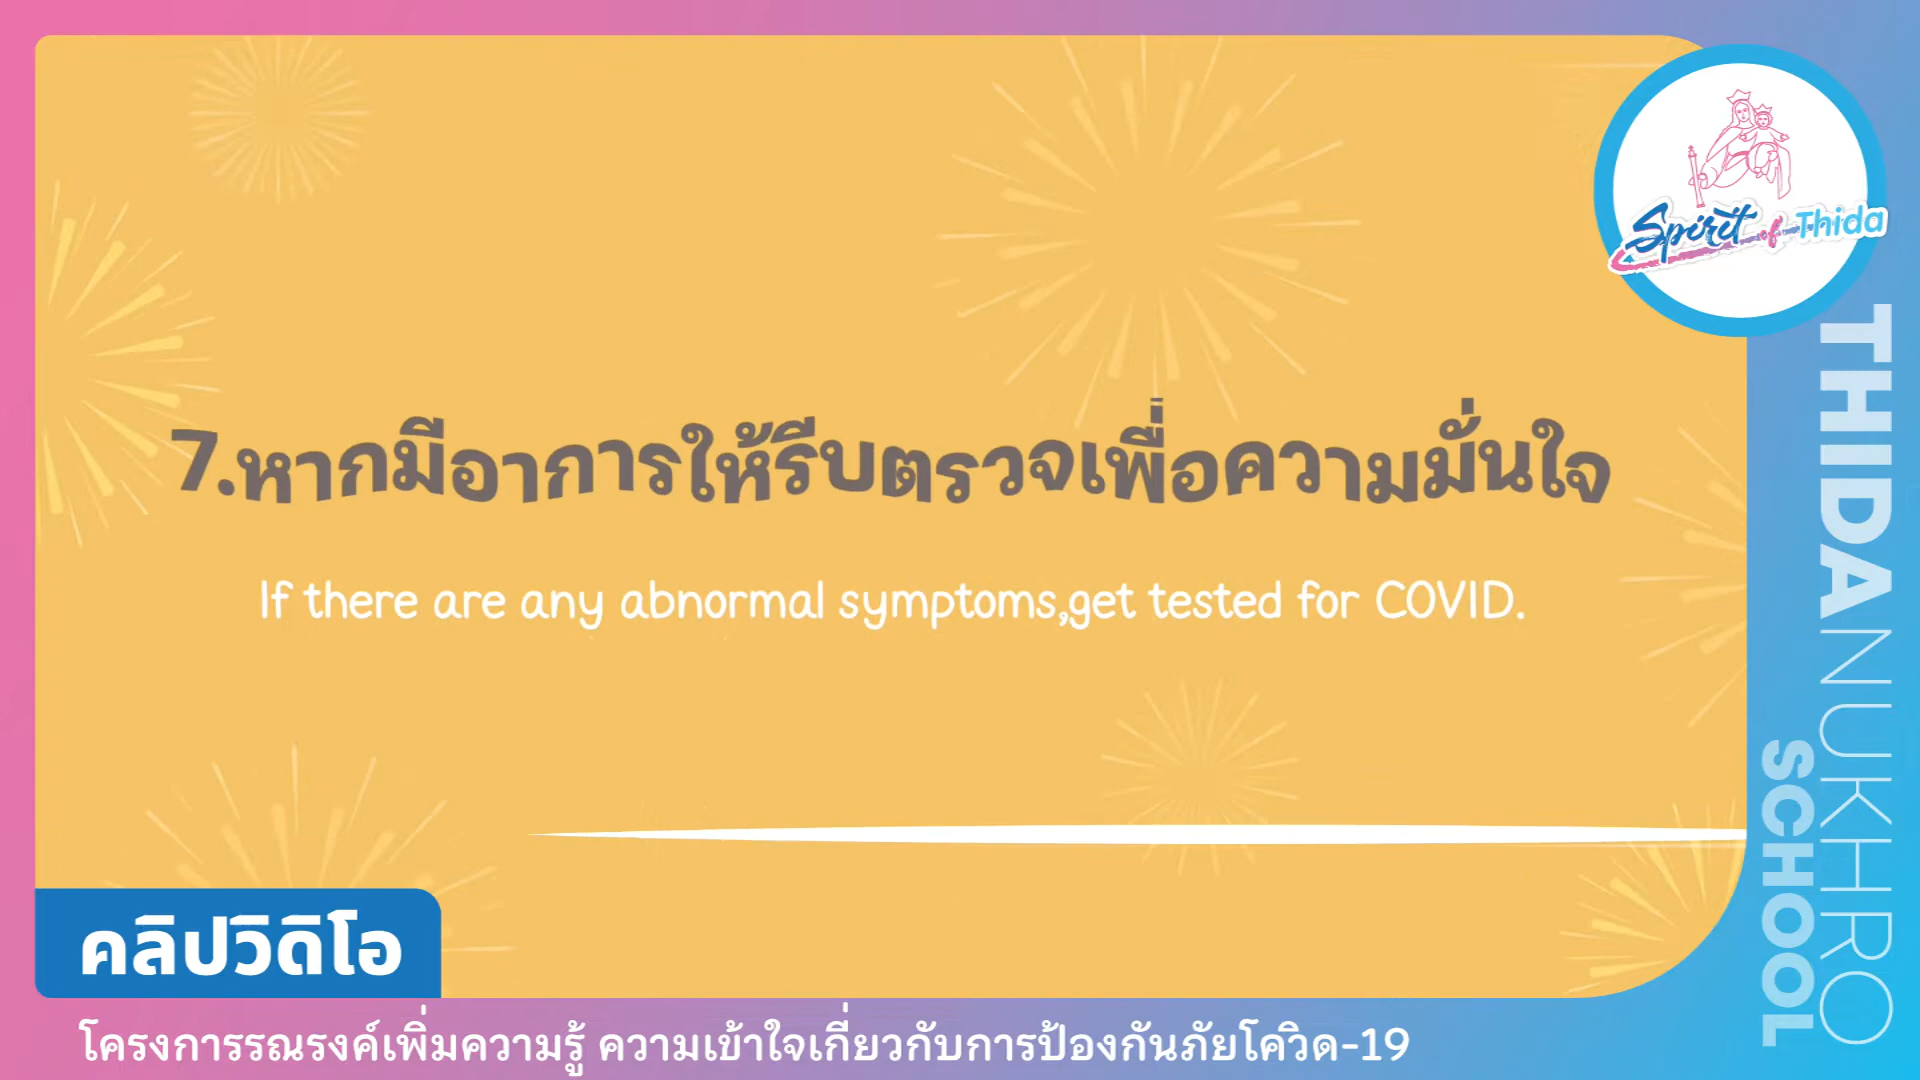 7.หากมีอาการให้รีบตรวจเพื่อความมั่นใจ
If there are any abnormal symptoms,get tested for COVID.
Spirit of Thida
THIDANUKHRO
SCHOOL
คลิปวิดิโอ
โครงการรณรงค์เพิ่มความรู้ ความเข้าใจเกี่ยวกับการป้องกันภัยโควิด-19